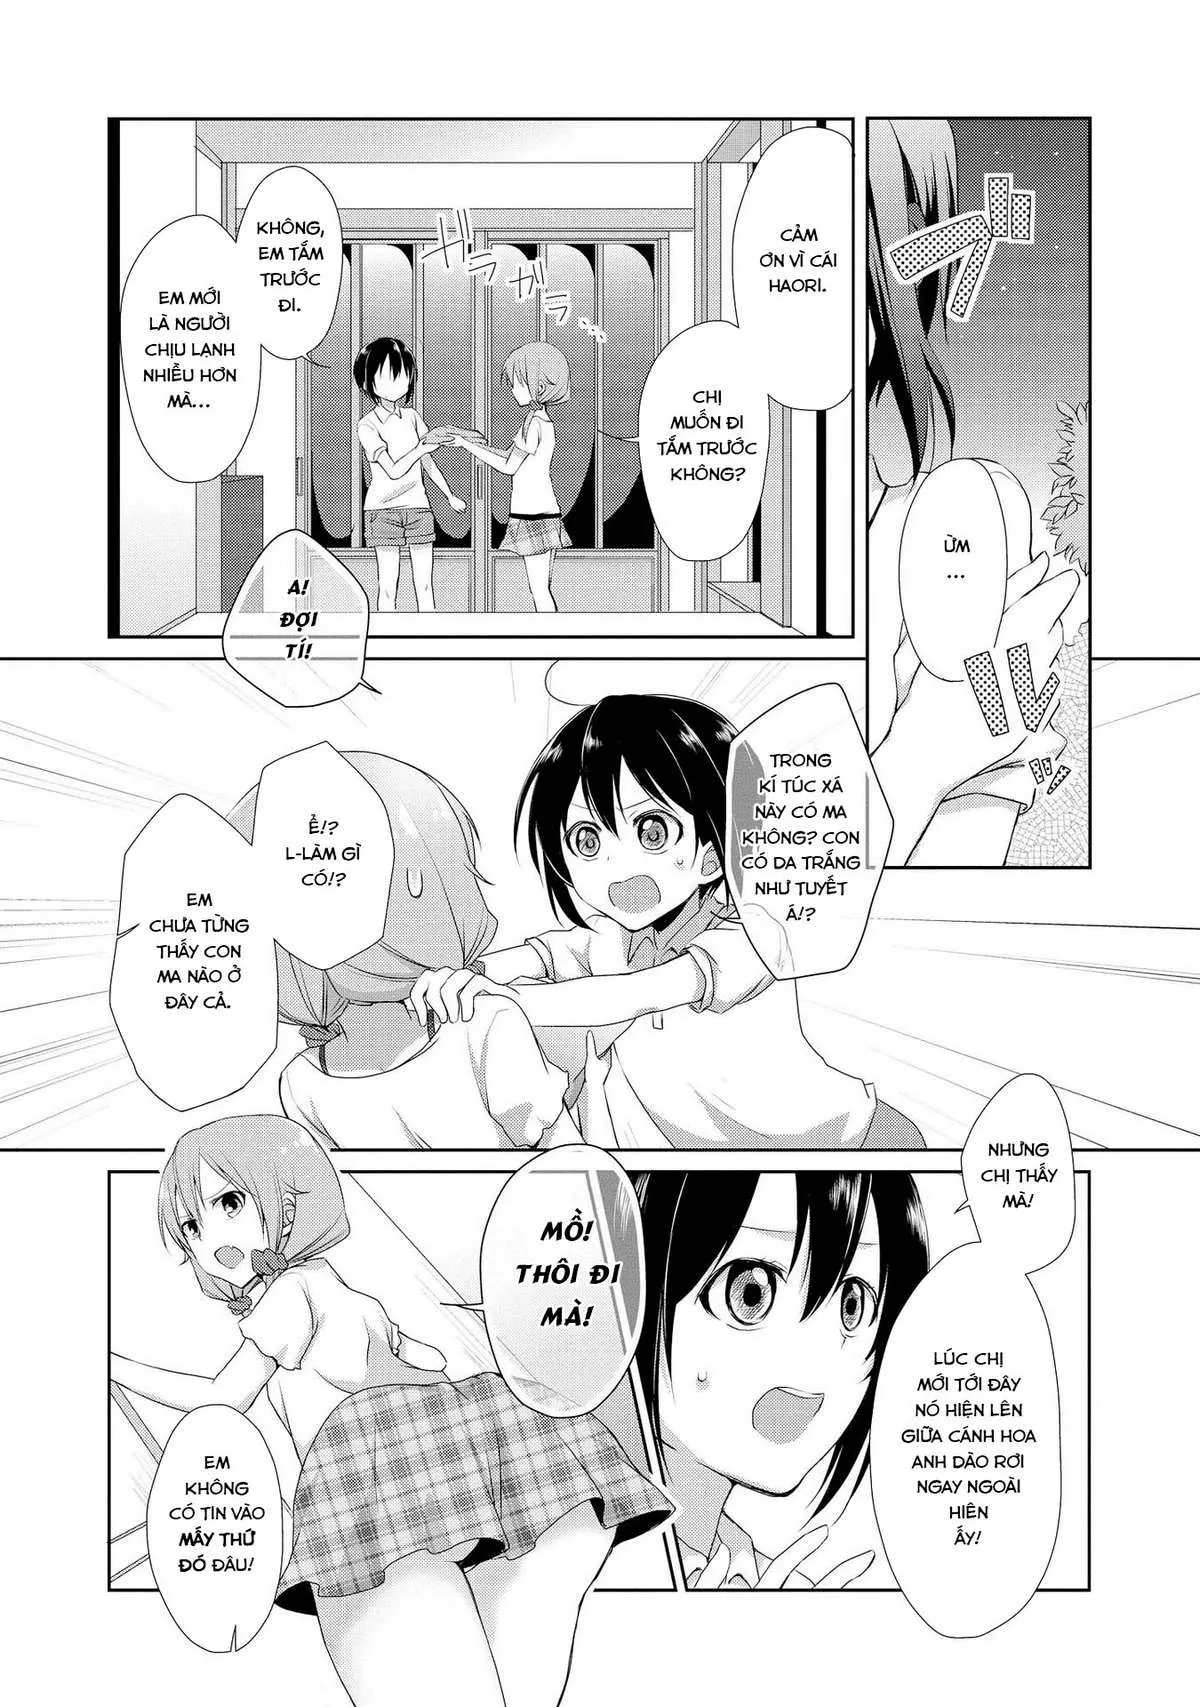 ブル
ブル
ỪM
...
CẢM
ƠN VÌ CÁI
HAORI.
CHỊ
MUỐN ĐI
TẮM TRƯỚC
KHÔNG?
ガラガラ...
KHÔNG,
EM TẮM
TRƯỚC
ĐI.
EM MỚI
LÀ NGƯỜI
CHỊU LẠNH
NHIỀU HƠN
MÀ...
A!
ĐỢI
TÍ!
TRONG
KÍ TÚC XÁ
NÀY CÓ MA
KHÔNG? CON
CÓ DA TRẮNG
NHƯ TUYẾT
Á!?
Ể!?
L-LÀM GÌ
CÓ!?
EM
CHƯA TỪNG
THẤY CON
MA NÀO Ở
ĐÂY CẢ.
NHƯNG
CHỊ THẤY
MÀ!
LÚC CHỊ
MỚI TỚI ĐÂY
NÓ HIỆN LÊN
GIỮA CÁNH HOA
ANH ĐÀO RƠI
NGAY NGOÀI
HIÊN
ẤY!
MỒ!
THÔI ĐI
MÀ!
EM
KHÔNG
CÓ TIN VÀO
MẤY THỨ
ĐÓ ĐÂU!